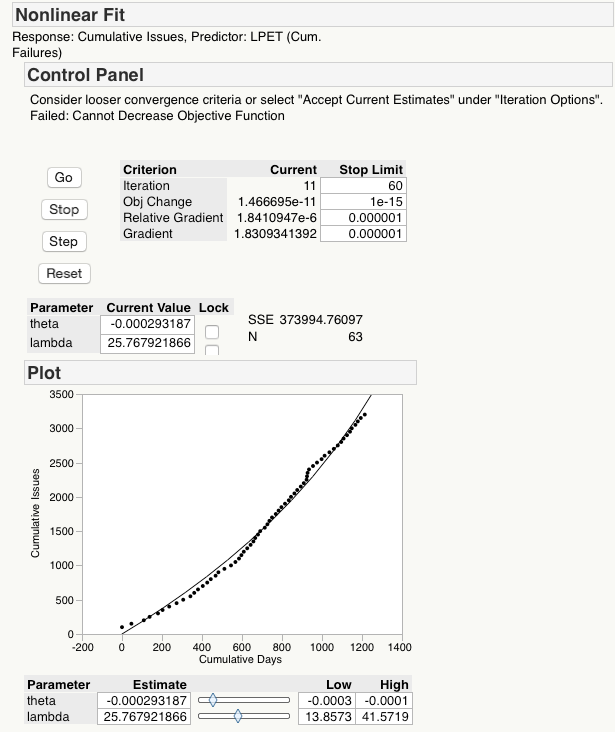 Nonlinear Fit
Response: Cumulative Issues, Predictor: LPET (Cum.
Failures)
Control Panel
Consider looser convergence criteria or select "Accept Current Estimates" under "Iteration Options".
Failed: Cannot Decrease Objective Function
Go
Stop
Step
Reset
Criterion Current Stop Limit
Iteration 11 60
Obj Change 1.466695e-11 1e-15
Relative Gradient 1.8410947e-6 0.000001
Gradient 1.8309341392 0.000001
Parameter Current Value Lock
theta -0.000293187
lambda 25.767921866
SSE 373994.76097
N 63
Plot
Cumulative Issues
3500
3000
2500
2000
1500
1000
500
0
-200 0 200 400 600 800 1000 1200 1400
Cumulative Days
Parameter Estimate Low High
theta -0.000293187 -0.0003 -0.0001
lambda 25.767921866 13.8573 41.5719